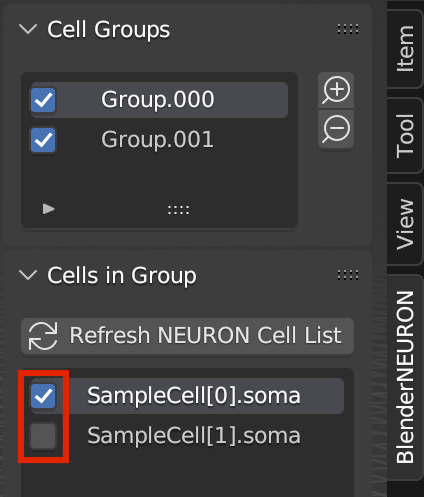 Cell Groups
Group.000
Group.001
Cells in Group
Refresh NEURON Cell List
SampleCell[0].soma
SampleCell[1].soma
Item
Tool
View
BlenderNEURON